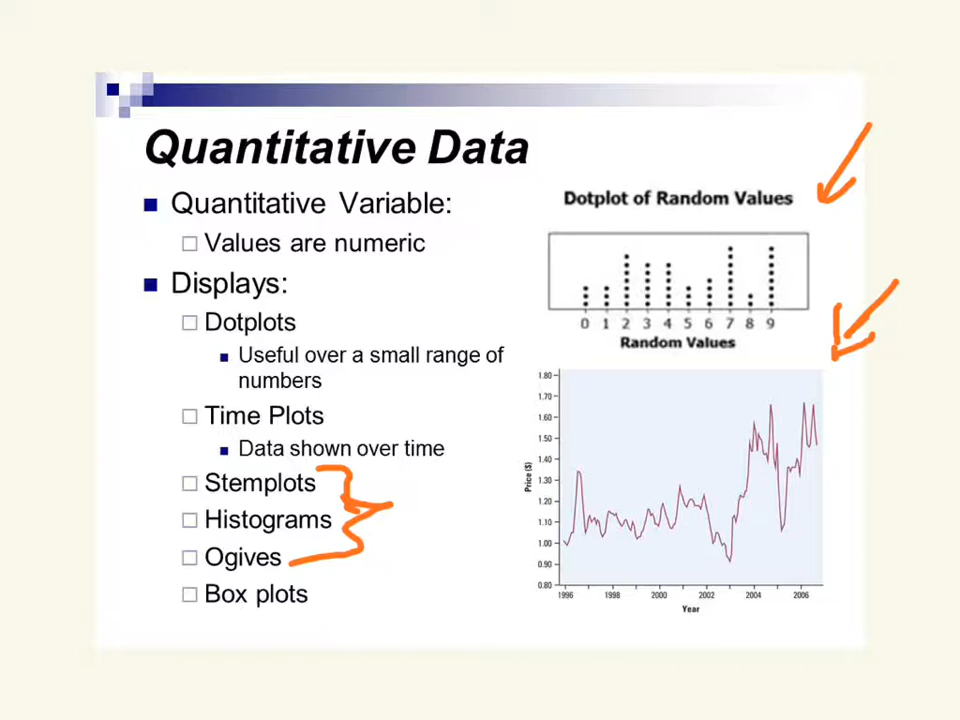 Quantitative Data
Quantitative Variable:
Values are numeric
Displays:
Dotplots
Useful over a small range of
numbers
Time Plots
Data shown over time
Stemplots
Histograms
Ogives
Box plots
Dotplot of Random Values
0 1 2 3 4 5 6 7 8 9
Random Values
1.80
1.70
1.60
1.50
1.40
1.30
1.20
1.10
1.00
0.90
0.80
Price ($)
1996 1998 2000 2002 2004 2006
Year